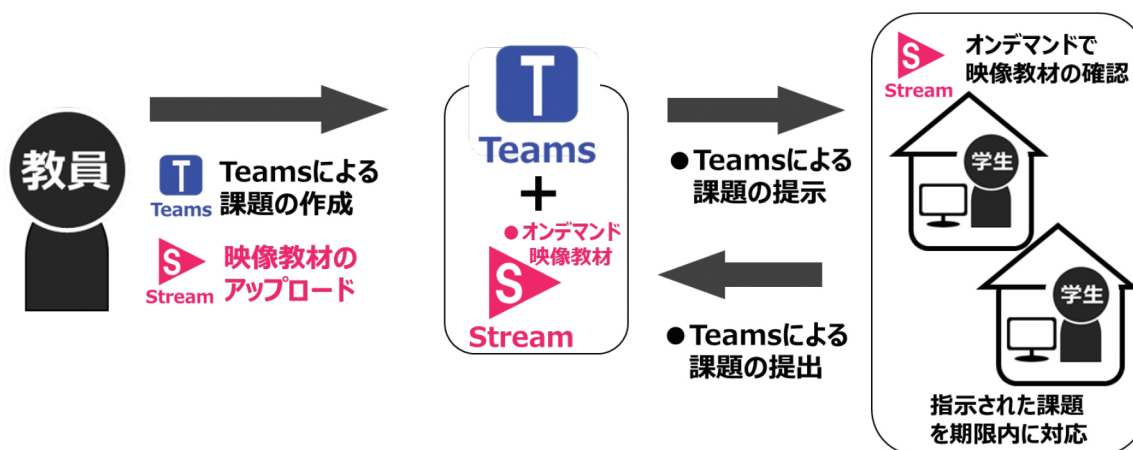 教員
T
Teams
Teamsによる
課題の作成
S
Stream
映像教材の
アップロード
T
Teams
+
●オンデマンド
映像教材
S
Stream
●Teamsによる
課題の提示
●Teamsによる
課題の提出
S
Stream
オンデマンドで
映像教材の確認
学生
学生
指示された課題
を期限内に対応